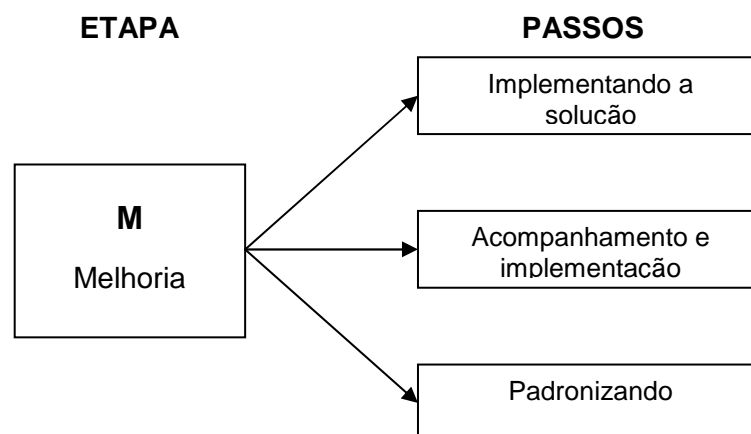 ETAPA
PASSOS
Implementando a
solução
M
Melhoria
Acompanhamento e
implementação
Padronizando